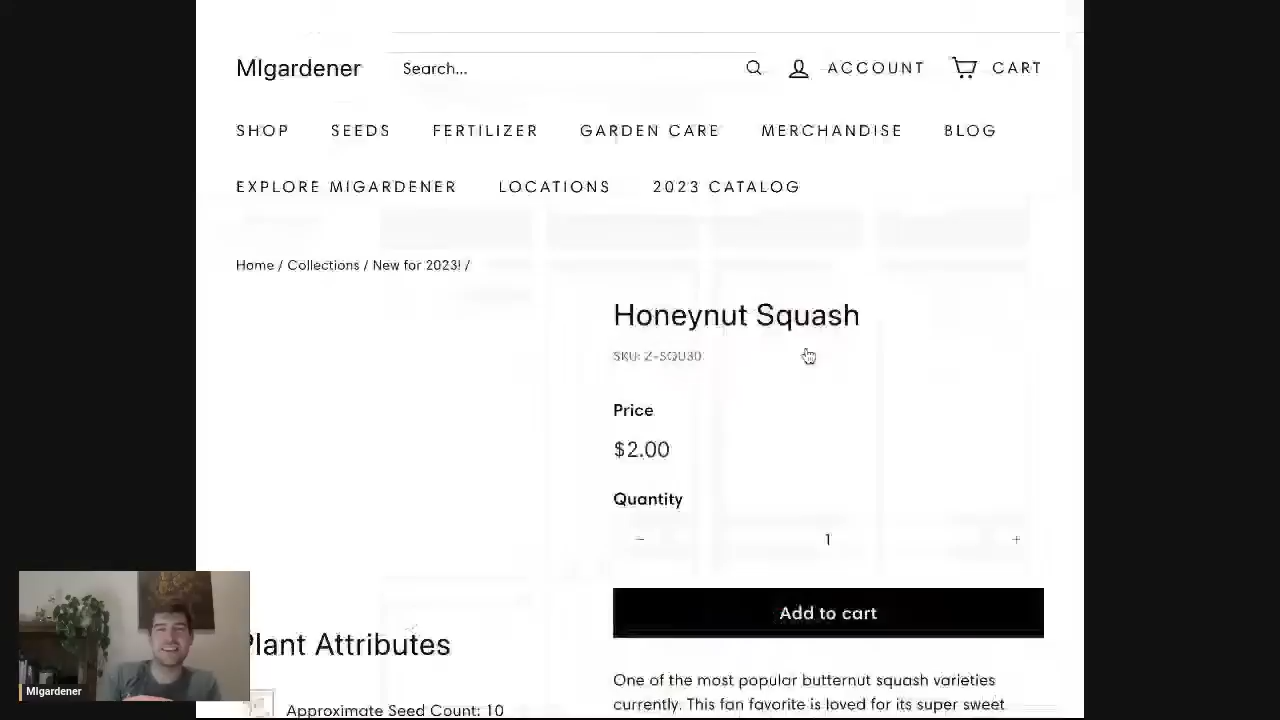 MIgardener
Search...
ACCOUNT
CART
SHOP SEEDS FERTILIZER GARDEN CARE MERCHANDISE BLOG
EXPLORE MIGARDENER LOCATIONS 2023 CATALOG
Home / Collections / New for 2023! /
Honeynut Squash
SKU: Z-SQU30
Price
$2.00
Quantity
− 1 +
Add to cart
One of the most popular butternut squash varieties
currently. This fan favorite is loved for its super sweet
Plant Attributes
Approximate Seed Count: 10
MIgardener